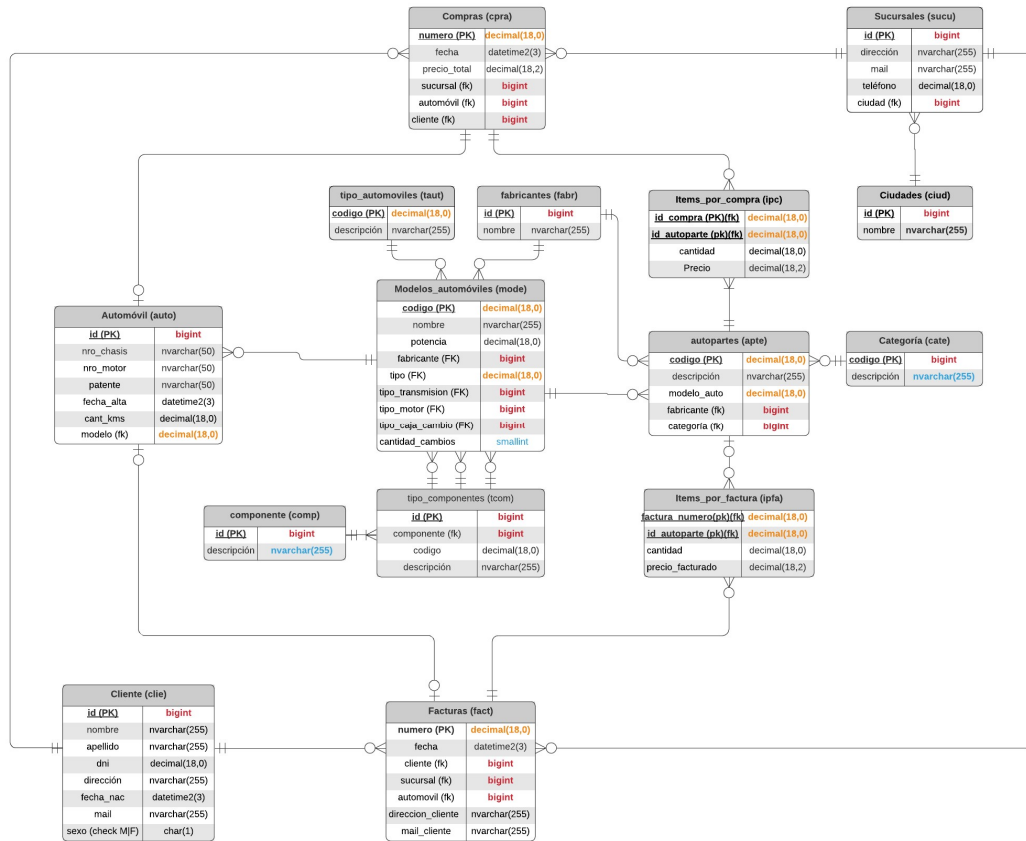 Compras (cpra)
numero (PK) decimal(18,0)
fecha datetime2(3)
precio_total decimal(18,2)
sucursal (fk) bigint
automóvil (fk) bigint
cliente (fk) bigint
Sucursales (sucu)
id (PK) bigint
dirección nvarchar(255)
mail nvarchar(255)
teléfono decimal(18,0)
ciudad (fk) bigint
tipo_automoviles (taut)
codigo (PK) decimal(18,0)
descripción nvarchar(255)
fabricantes (fabr)
id (PK) bigint
nombre nvarchar(255)
Items_por_compra (ipc)
id_compra (PK)(fk) decimal(18,0)
id_autoparte (pk)(fk) decimal(18,0)
cantidad decimal(18,0)
Precio decimal(18,2)
Ciudades (ciud)
id (PK) bigint
nombre nvarchar(255)
Automóvil (auto)
id (PK) bigint
nro_chasis nvarchar(50)
nro_motor nvarchar(50)
patente nvarchar(50)
fecha_alta datetime2(3)
cant_kms decimal(18,0)
modelo (fk) decimal(18,0)
Modelos_automóviles (mode)
codigo (PK) decimal(18,0)
nombre nvarchar(255)
potencia decimal(18,0)
fabricante (FK) bigint
tipo (FK) decimal(18,0)
tipo_transmision (FK) bigint
tipo_motor (FK) bigint
tipo_caja_cambio (FK) bigint
cantidad_cambios smallint
autopartes (apte)
codigo (PK) decimal(18,0)
descripción nvarchar(255)
modelo_auto decimal(18,0)
fabricante (fk) bigint
categoría (fk) bigint
Categoría (cate)
codigo (PK) bigint
descripción nvarchar(255)
componente (comp)
id (PK) bigint
descripción nvarchar(255)
tipo_componentes (tcom)
id (PK) bigint
componente (fk) bigint
codigo decimal(18,0)
descripción nvarchar(255)
Items_por_factura (ipfa)
factura_numero(pk)(fk) decimal(18,0)
id_autoparte (pk)(fk) decimal(18,0)
cantidad decimal(18,0)
precio_facturado decimal(18,2)
Cliente (clie)
id (PK) bigint
nombre nvarchar(255)
apellido nvarchar(255)
dni decimal(18,0)
dirección nvarchar(255)
fecha_nac datetime2(3)
mail nvarchar(255)
sexo (check M|F) char(1)
Facturas (fact)
numero (PK) decimal(18,0)
fecha datetime2(3)
cliente (fk) bigint
sucursal (fk) bigint
automovil (fk) bigint
direccion_cliente nvarchar(255)
mail_cliente nvarchar(255)